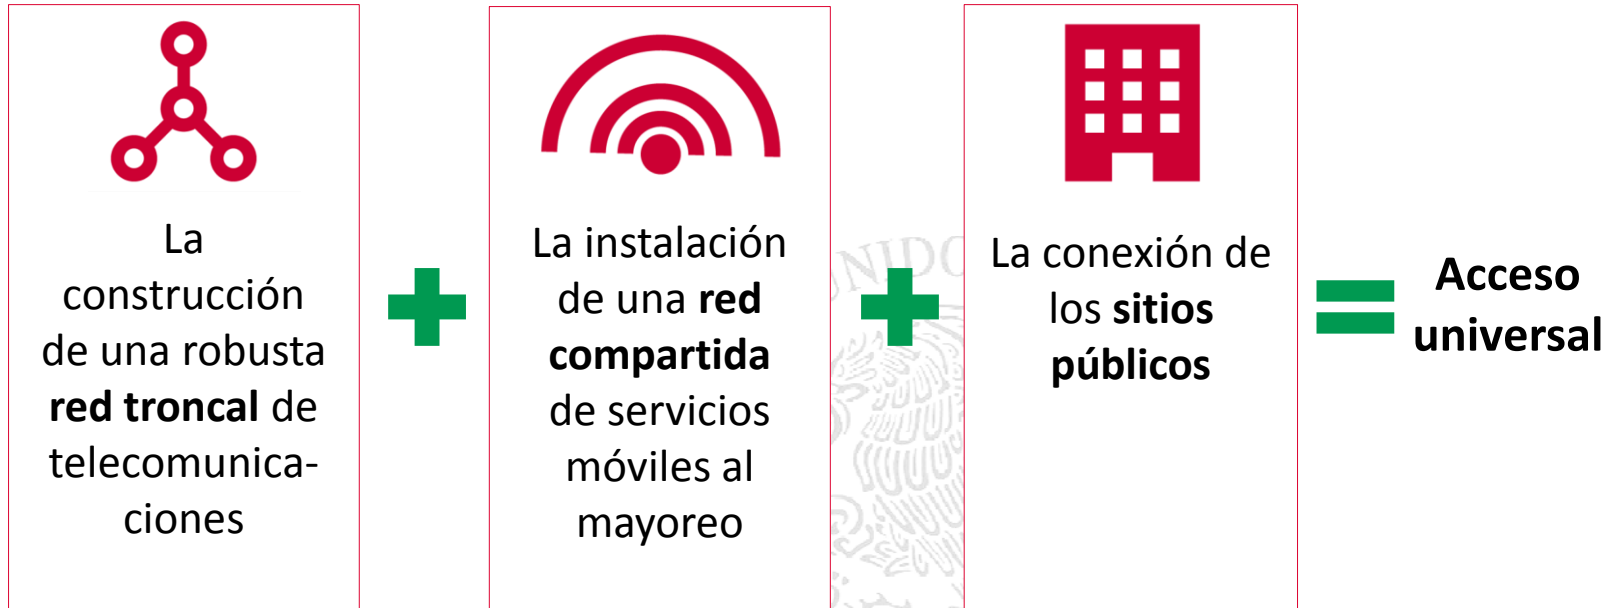 La
construcción
de una robusta
red troncal de
telecomunica-
ciones
La instalación
de una red
compartida
de servicios
móviles al
mayoreo
La conexión de
los sitios
públicos
Acceso
universal